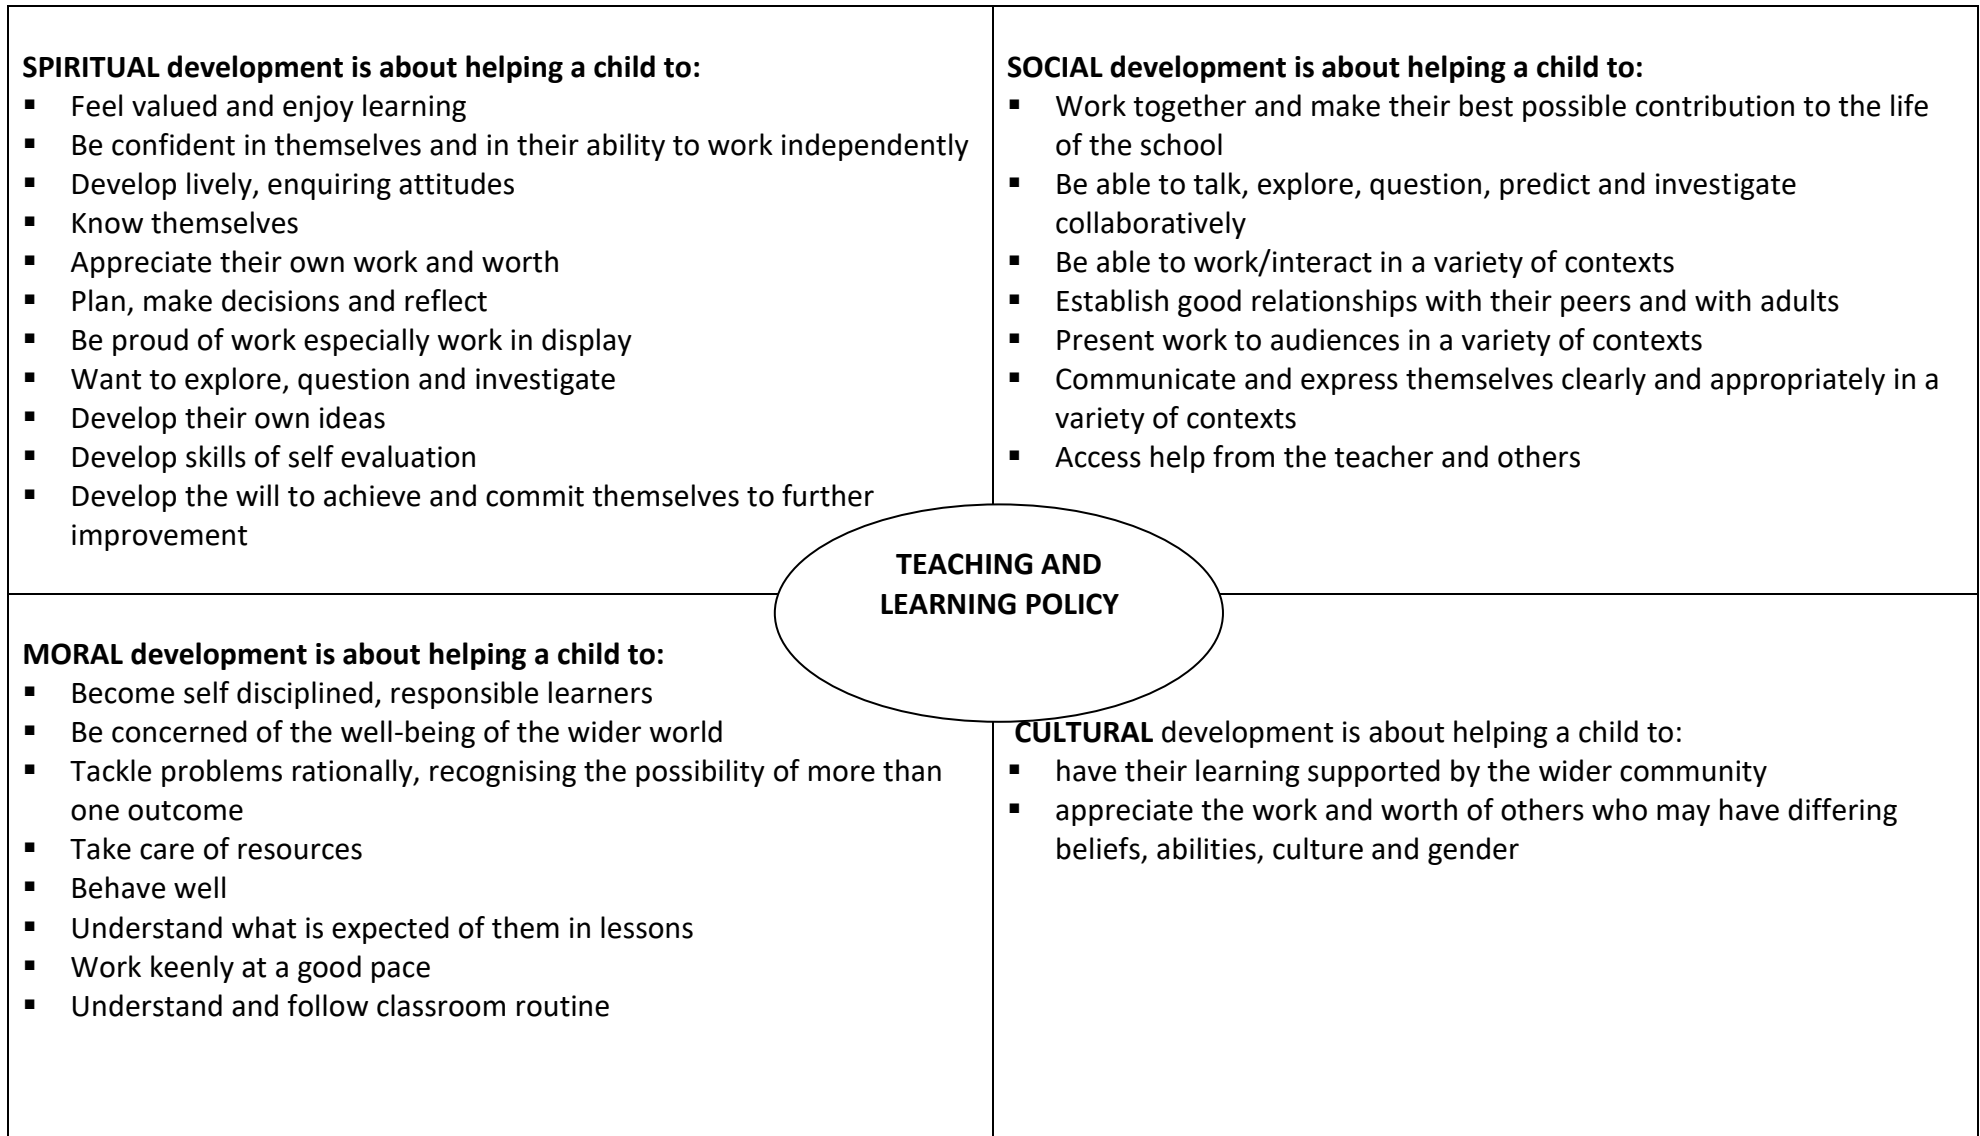 SPIRITUAL development is about helping a child to:
▪ Feel valued and enjoy learning
▪ Be confident in themselves and in their ability to work independently
▪ Develop lively, enquiring attitudes
▪ Know themselves
▪ Appreciate their own work and worth
▪ Plan, make decisions and reflect
▪ Be proud of work especially work in display
▪ Want to explore, question and investigate
▪ Develop their own ideas
▪ Develop skills of self evaluation
▪ Develop the will to achieve and commit themselves to further
improvement
SOCIAL development is about helping a child to:
▪ Work together and make their best possible contribution to the life
of the school
▪ Be able to talk, explore, question, predict and investigate
collaboratively
▪ Be able to work/interact in a variety of contexts
▪ Establish good relationships with their peers and with adults
▪ Present work to audiences in a variety of contexts
▪ Communicate and express themselves clearly and appropriately in a
variety of contexts
▪ Access help from the teacher and others
TEACHING AND
LEARNING POLICY
MORAL development is about helping a child to:
▪ Become self disciplined, responsible learners
▪ Be concerned of the well-being of the wider world
▪ Tackle problems rationally, recognising the possibility of more than
one outcome
▪ Take care of resources
▪ Behave well
▪ Understand what is expected of them in lessons
▪ Work keenly at a good pace
▪ Understand and follow classroom routine
CULTURAL development is about helping a child to:
▪ have their learning supported by the wider community
▪ appreciate the work and worth of others who may have differing
beliefs, abilities, culture and gender